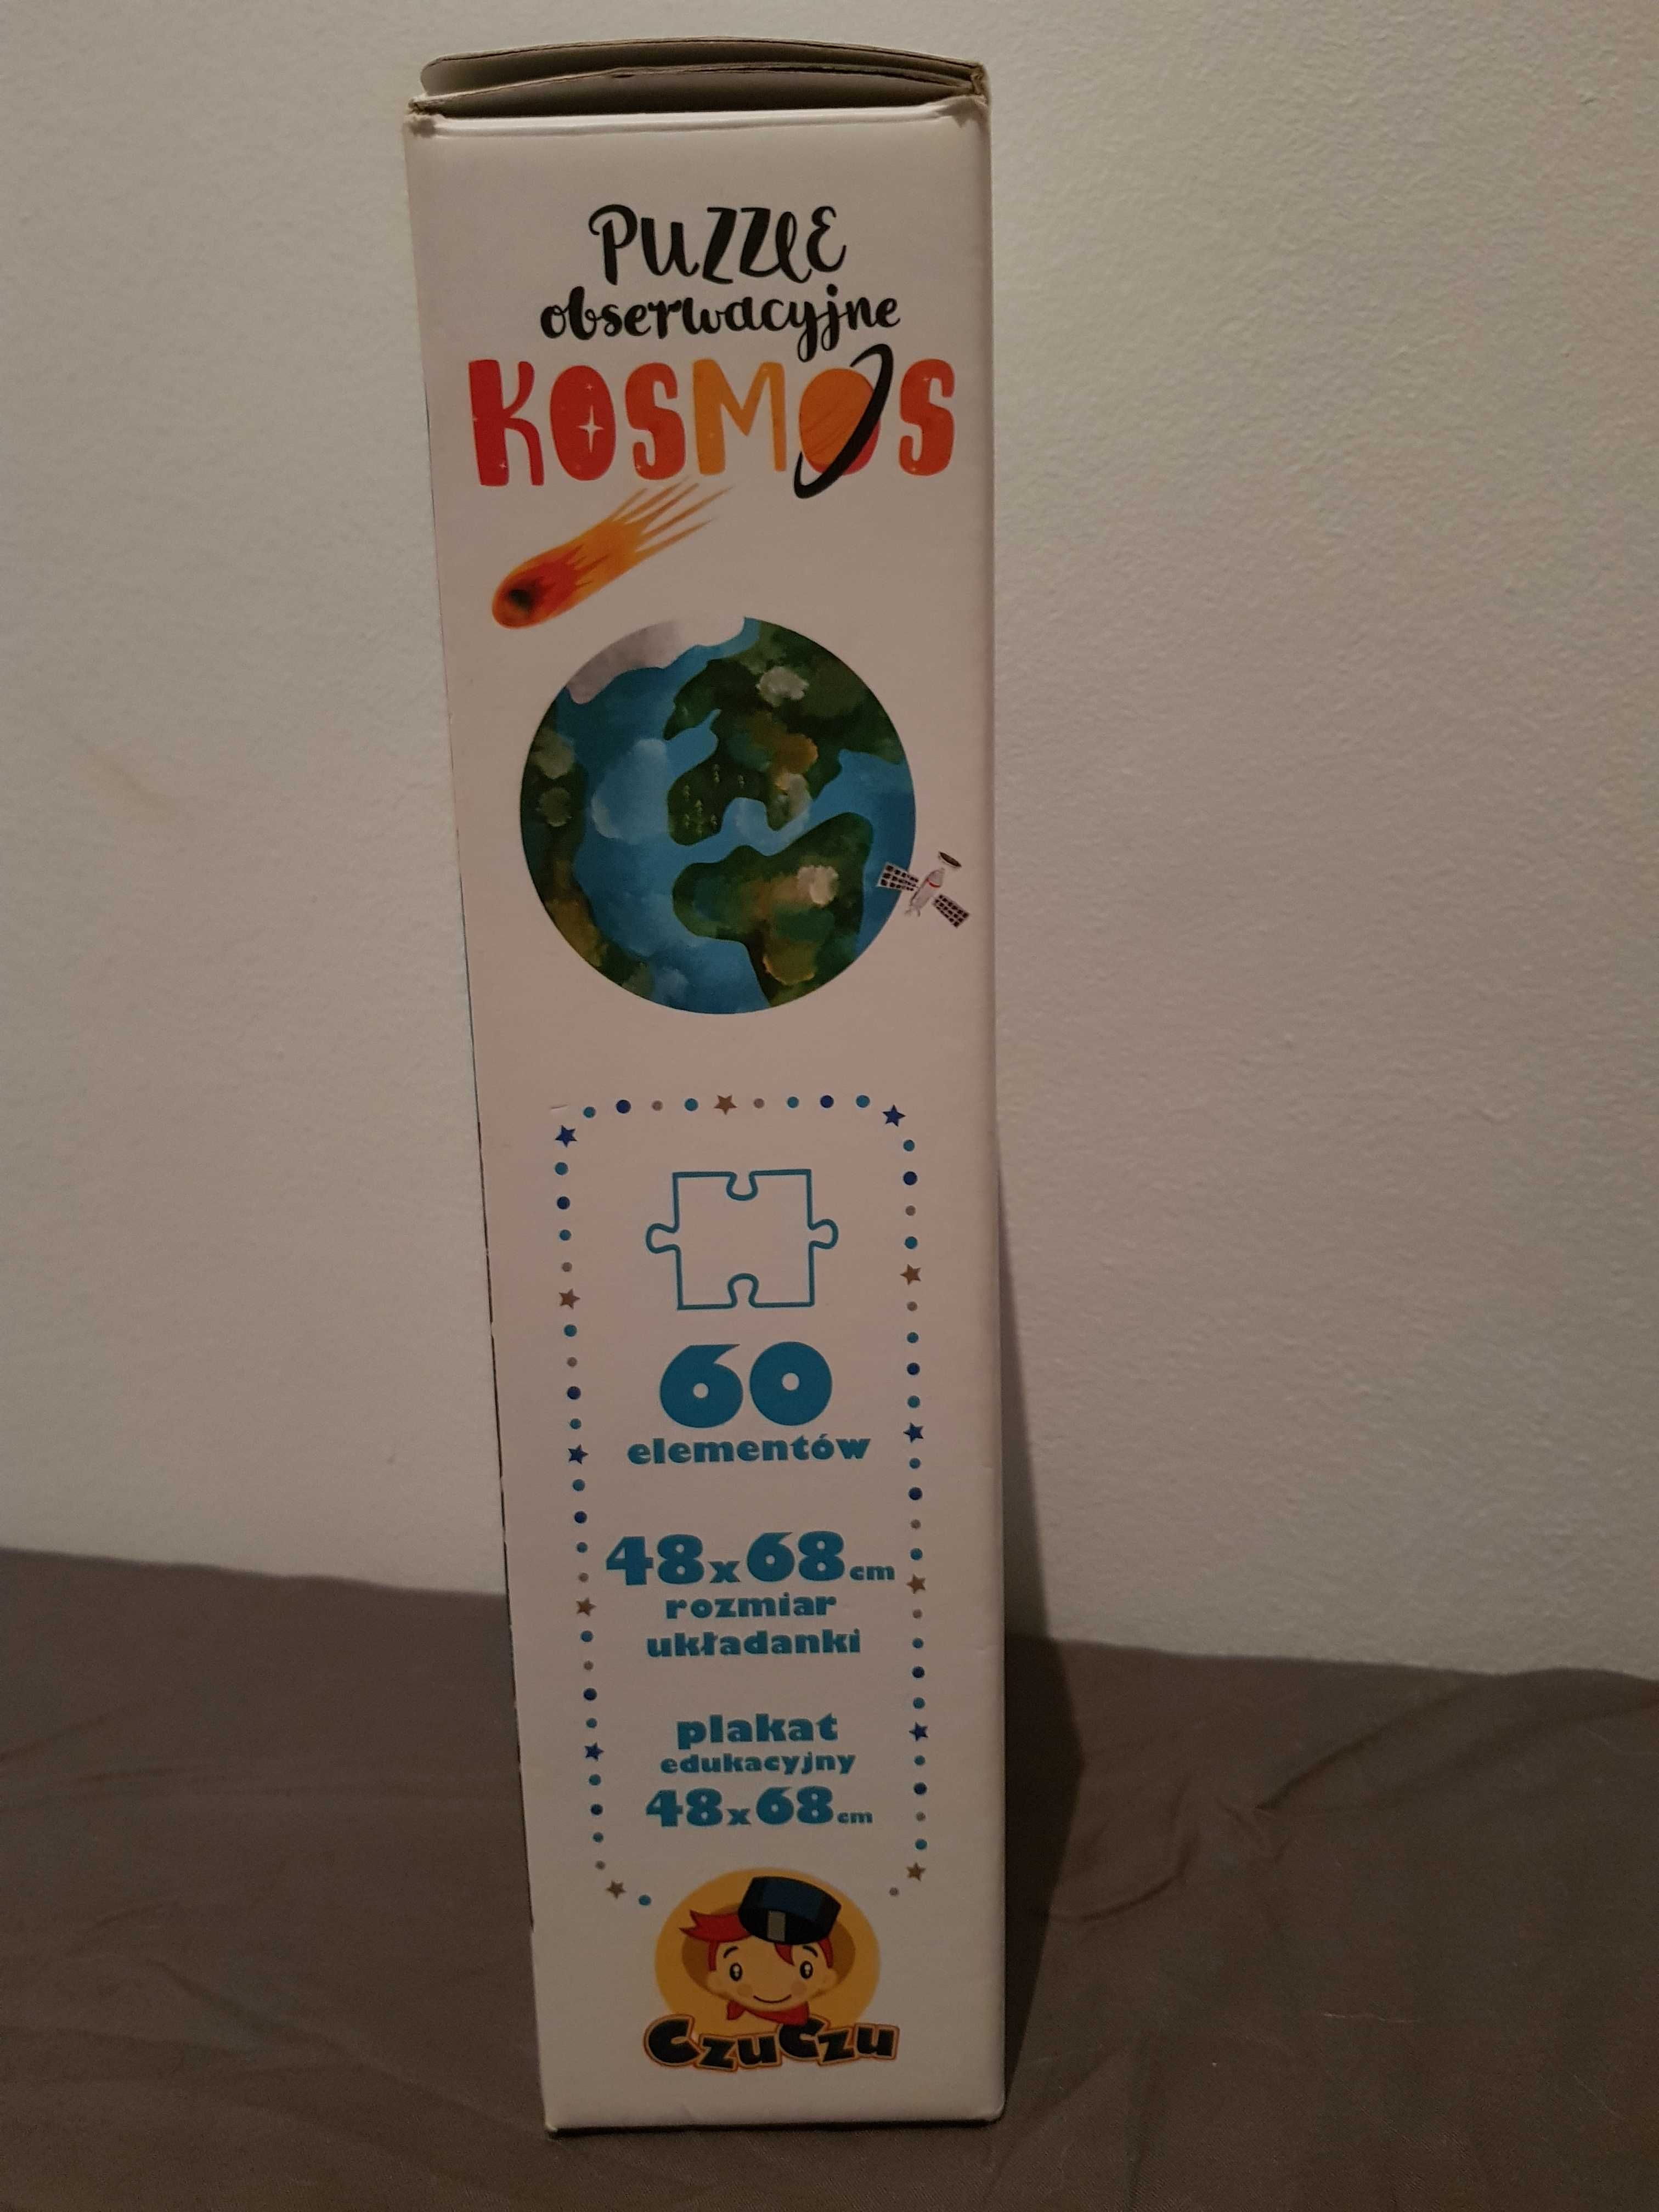 PUZZlE
obserwacyjne
KOSMOS
60
elementów
48x68cm
rozmiar
układanki
plakat
edukacyjny
48x68cm
CzuCzu